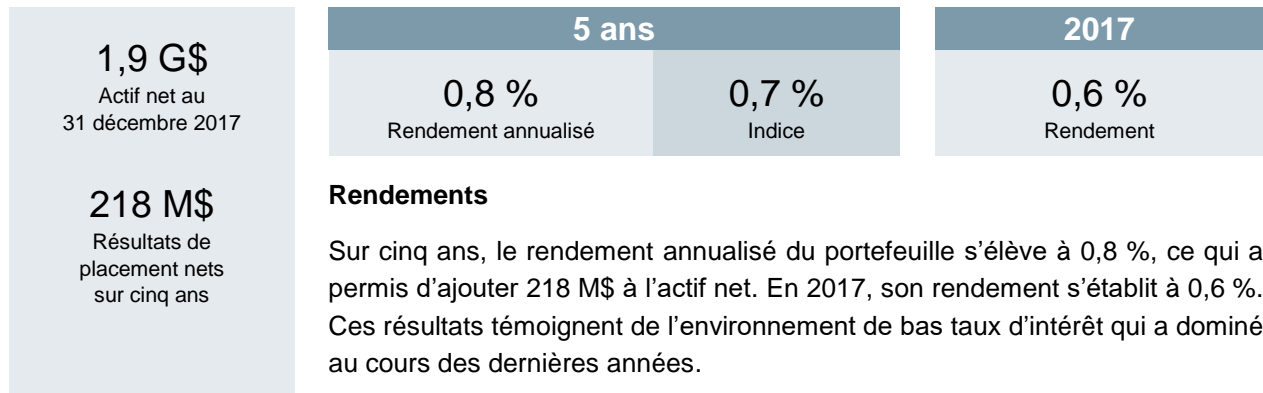 1,9 G$
Actif net au
31 décembre 2017
218 M$
Résultats de
placement nets
sur cinq ans
5 ans
0,8 %
Rendement annualisé
0,7 %
Indice
2017
0,6 %
Rendement
Rendements
Sur cinq ans, le rendement annualisé du portefeuille s’élève à 0,8 %, ce qui a
permis d’ajouter 218 M$ à l’actif net. En 2017, son rendement s’établit à 0,6 %.
Ces résultats témoignent de l’environnement de bas taux d’intérêt qui a dominé
au cours des dernières années.